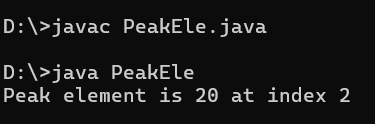 D:\>javac PeakEle.java
D:\>java PeakEle
Peak element is 20 at index 2